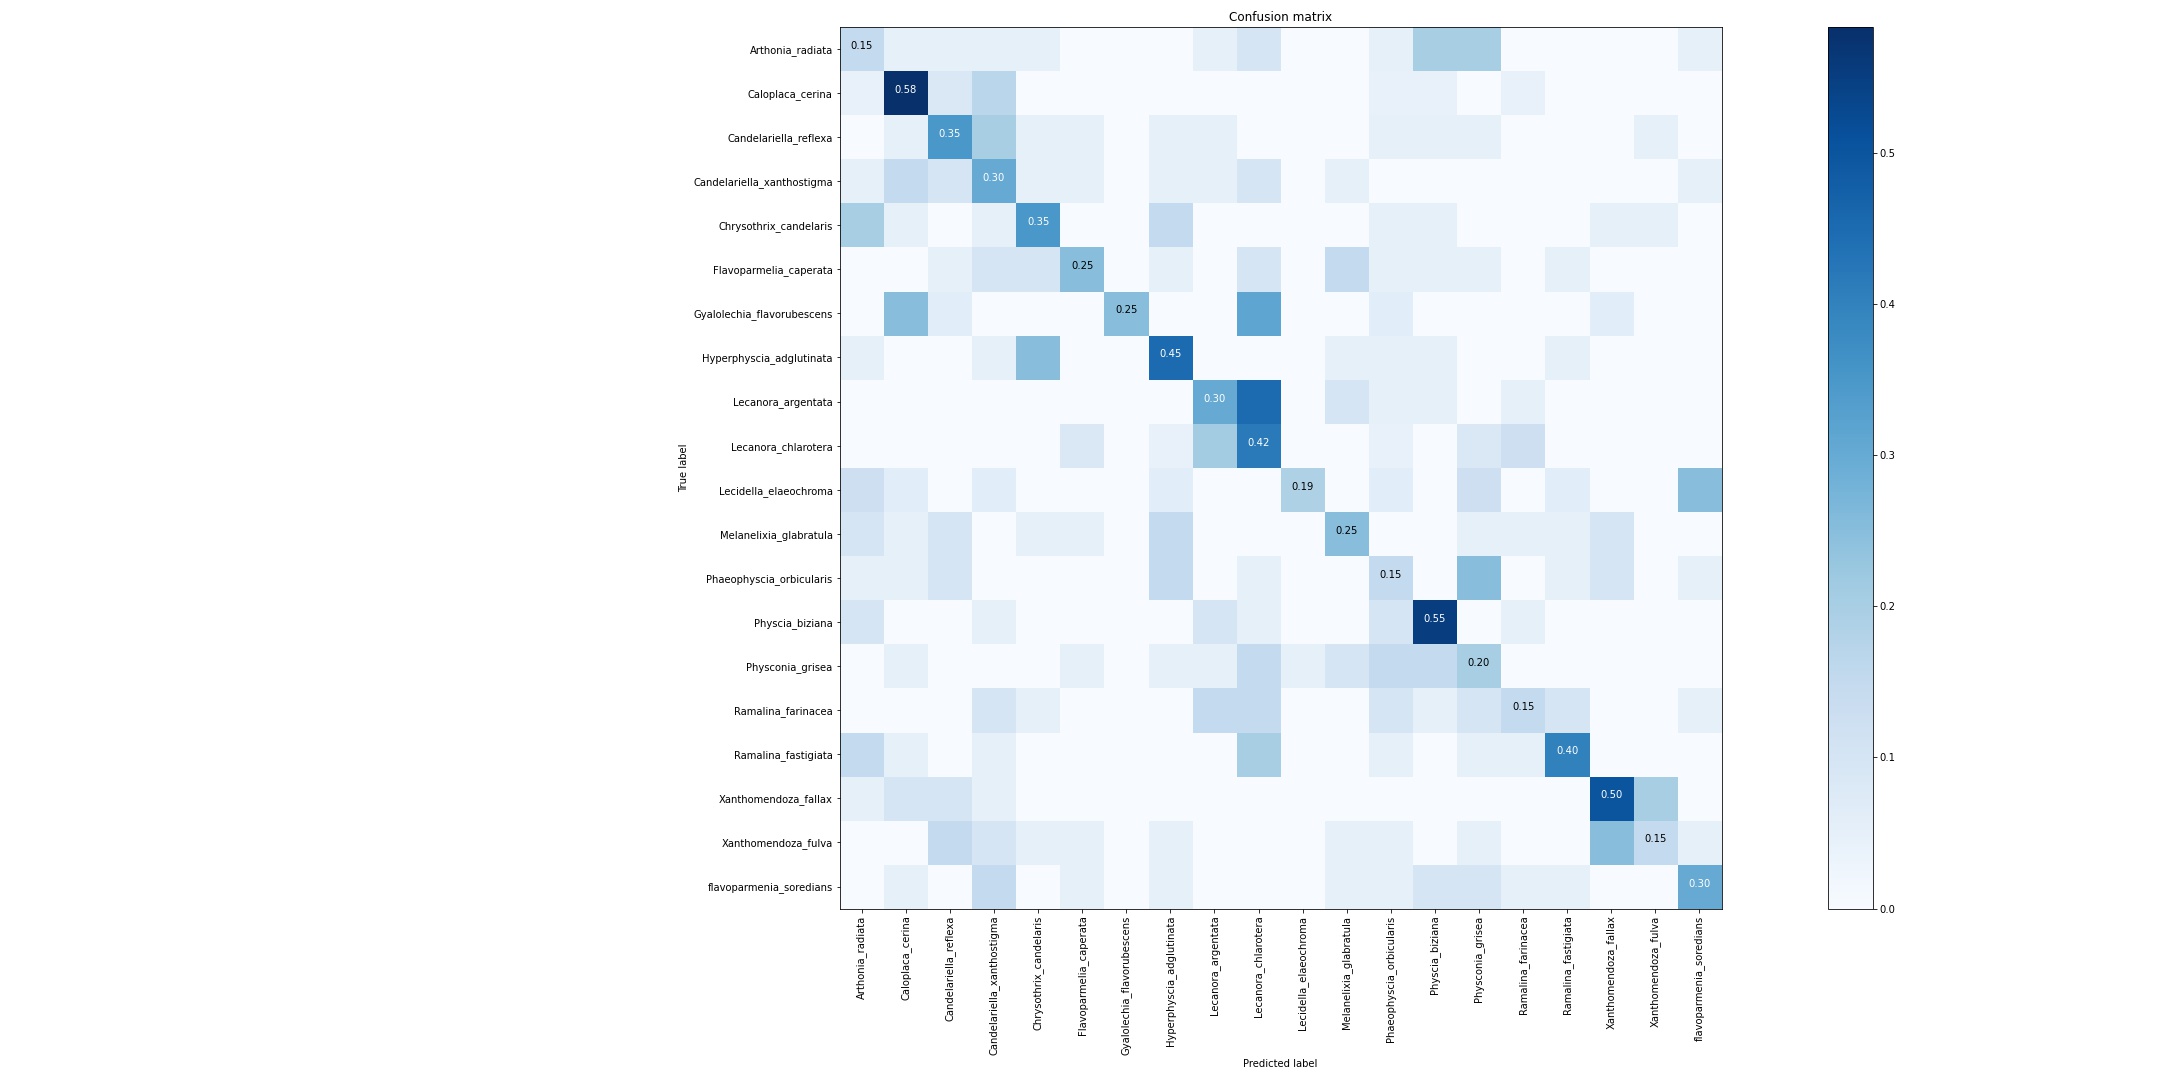 Confusion matrix
Arthonia_radiata
0.15
Caloplaca_cerina
0.58
Candelariella_reflexa
0.35
Candelariella_xanthostigma
0.30
Chrysothrix_candelaris
0.35
Flavoparmelia_caperata
0.25
Gyalolechia_flavorubescens
0.25
Hyperphyscia_adglutinata
0.45
Lecanora_argentata
0.30
Lecanora_chlarotera
0.42
Lecidella_elaeochroma
0.19
Melanelixia_glabratula
0.25
Phaeophyscia_orbicularis
0.15
Physcia_biziana
0.55
Physconia_grisea
0.20
Ramalina_farinacea
0.15
Ramalina_fastigiata
0.40
Xanthomendoza_fallax
0.50
Xanthomendoza_fulva
0.15
flavoparmenia_soredians
0.30
True label
Arthonia_radiata
Caloplaca_cerina
Candelariella_reflexa
Candelariella_xanthostigma
Chrysothrix_candelaris
Flavoparmelia_caperata
Gyalolechia_flavorubescens
Hyperphyscia_adglutinata
Lecanora_argentata
Lecanora_chlarotera
Lecidella_elaeochroma
Melanelixia_glabratula
Phaeophyscia_orbicularis
Physcia_biziana
Physconia_grisea
Ramalina_farinacea
Ramalina_fastigiata
Xanthomendoza_fallax
Xanthomendoza_fulva
flavoparmenia_soredians
Predicted label
0.5
0.4
0.3
0.2
0.1
0.0